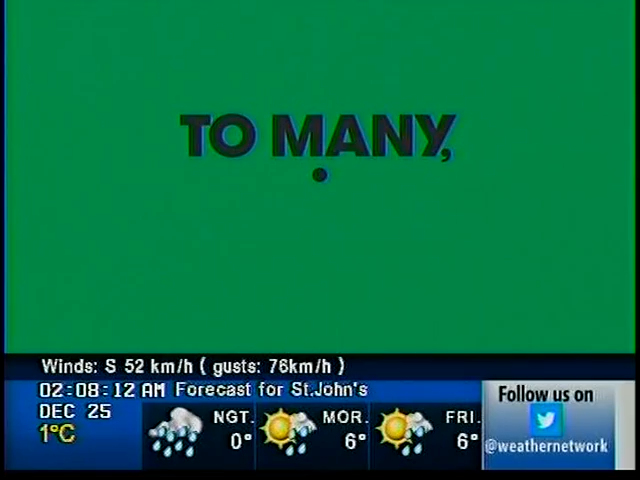 TO MANY,
Winds: S 52 km/h ( gusts: 76km/h )
02:08:12 AM Forecast for St.John's
DEC 25
1°C
NGT.
0°
MOR.
6°
FRI.
6°
Follow us on
@weathernetwork